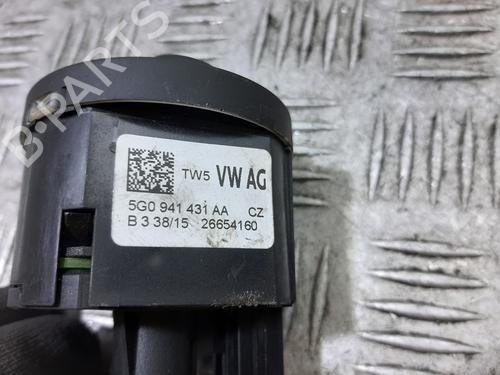 B·PARTS
TW5 VW AG
5G0 941 431 AA CZ
B 3 38/15 26654160